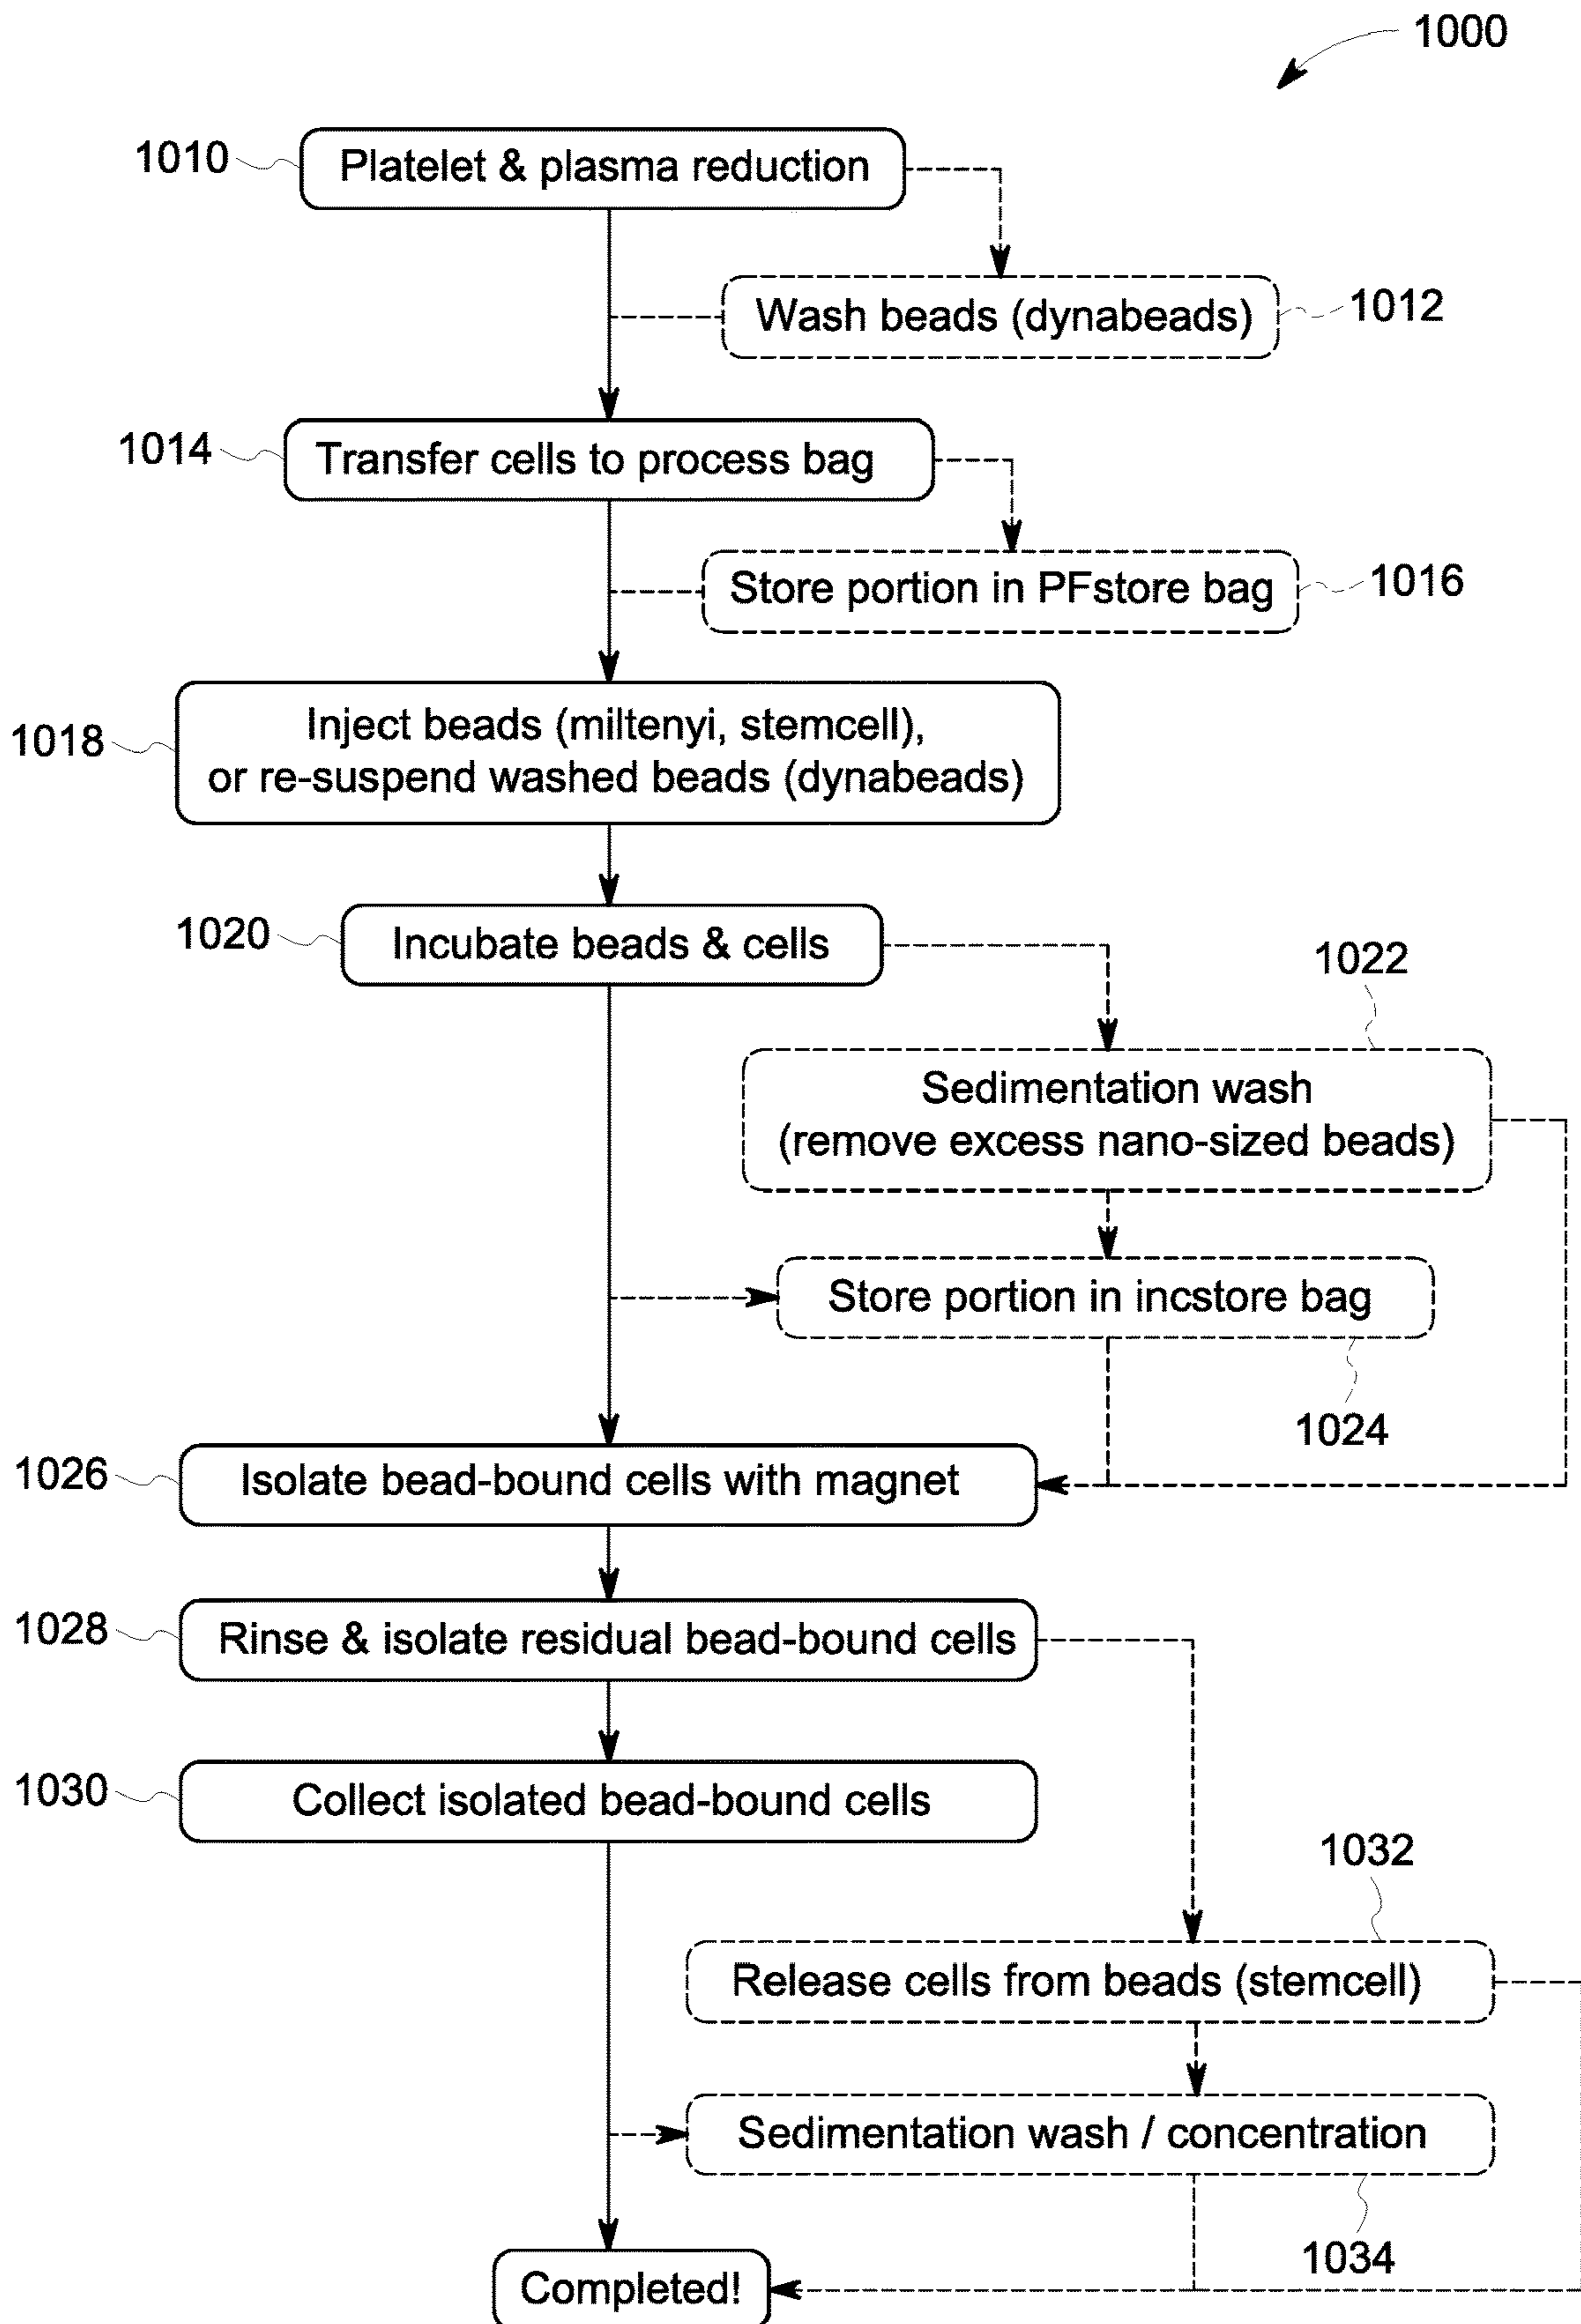 1000
1010
Platelet & plasma reduction
Wash beads (dynabeads)
1012
1014
Transfer cells to process bag
Store portion in PFstore bag
1016
1018
Inject beads (miltenyi, stemcell),
or re-suspend washed beads (dynabeads)
1020
Incubate beads & cells
1022
Sedimentation wash
(remove excess nano-sized beads)
Store portion in incstore bag
1024
1026
Isolate bead-bound cells with magnet
1028
Rinse & isolate residual bead-bound cells
1030
Collect isolated bead-bound cells
1032
Release cells from beads (stemcell)
Sedimentation wash / concentration
1034
Completed!